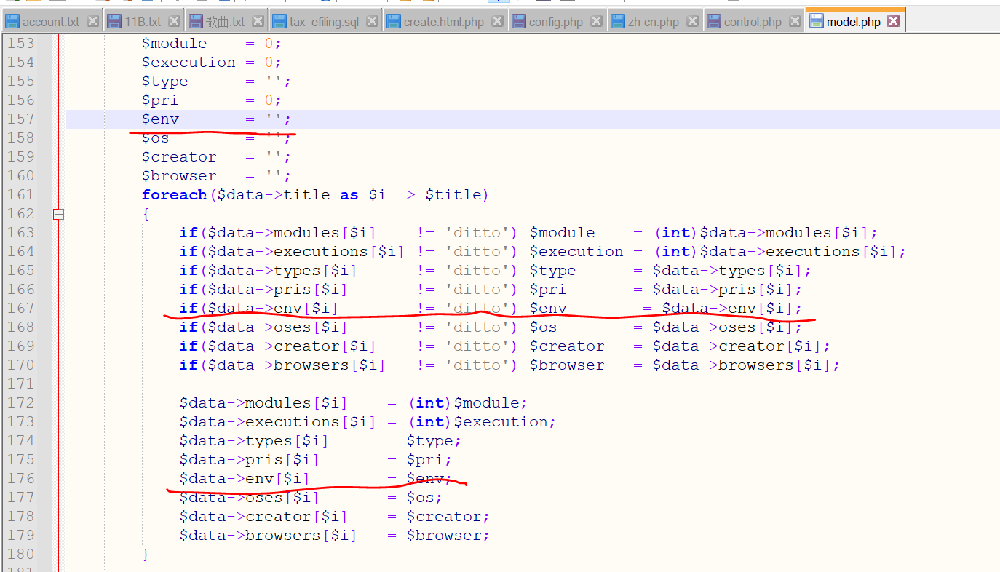 account.txt 11B.txt 歌曲.txt tax_efiling.sql create.html.php config.php zh-cn.php control.php model.php
153 $module    = 0;
154 $execution = 0;
155 $type      = '';
156 $pri       = 0;
157 $env       = '';
158 $os        = '';
159 $creator   = '';
160 $browser   = '';
161 foreach($data->title as $i => $title)
162 {
163     if($data->modules[$i]    != 'ditto') $module    = (int)$data->modules[$i];
164     if($data->executions[$i] != 'ditto') $execution = (int)$data->executions[$i];
165     if($data->types[$i]      != 'ditto') $type      = $data->types[$i];
166     if($data->pris[$i]       != 'ditto') $pri       = $data->pris[$i];
167     if($data->env[$i]        != 'ditto') $env        = $data->env[$i];
168     if($data->oses[$i]       != 'ditto') $os        = $data->oses[$i];
169     if($data->creator[$i]    != 'ditto') $creator   = $data->creator[$i];
170     if($data->browsers[$i]   != 'ditto') $browser   = $data->browsers[$i];
171
172     $data->modules[$i]    = (int)$module;
173     $data->executions[$i] = (int)$execution;
174     $data->types[$i]      = $type;
175     $data->pris[$i]       = $pri;
176     $data->env[$i]        = $env;
177     $data->oses[$i]       = $os;
178     $data->creator[$i]    = $creator;
179     $data->browsers[$i]   = $browser;
180 }
181